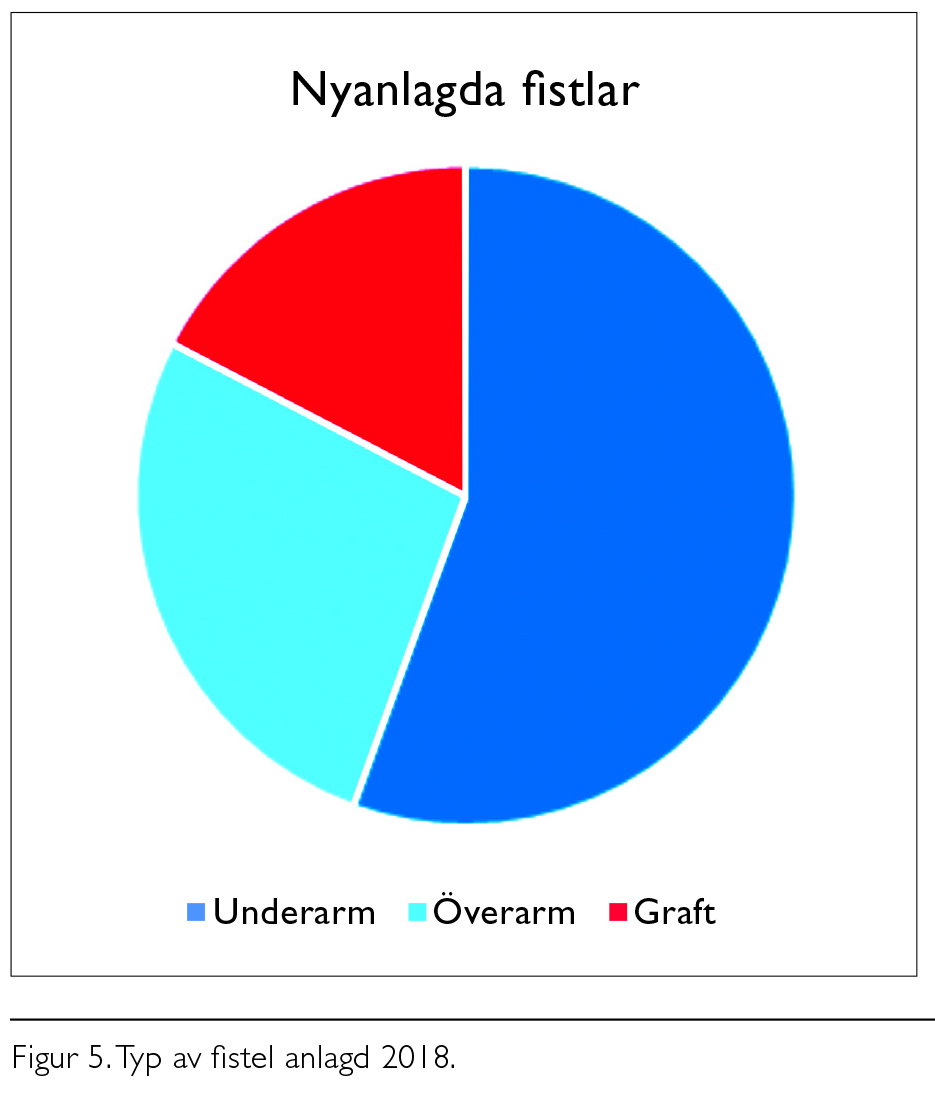 Nyanlagda fistlar
Underarm Överarm Graft
Figur 5. Typ av fistel anlagd 2018.